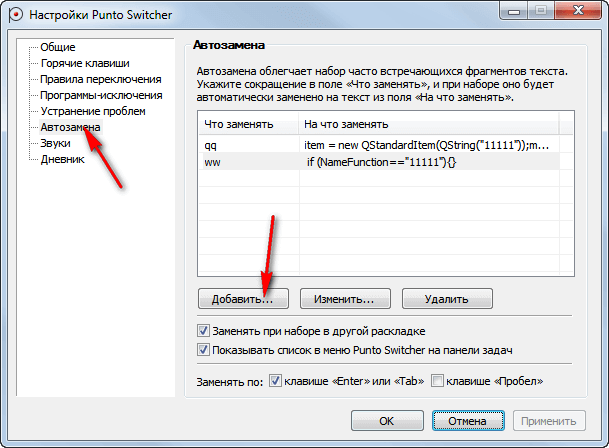 Настройки Punto Switcher
Общие
Горячие клавиши
Правила переключения
Программы-исключения
Устранение проблем
Автозамена
Звуки
Дневник
Автозамена
Автозамена облегчает набор часто встречающихся фрагментов текста.
Укажите сокращение в поле «Что заменять», и при наборе оно будет
автоматически заменено на текст из поля «На что заменять».
Что заменять На что заменять
qq item = new QStandardItem(QString("11111"));m...
ww if (NameFunction=="11111"){}
Добавить... Изменить... Удалить
Заменять при наборе в другой раскладке
Показывать список в меню Punto Switcher на панели задач
Заменять по: клавише «Enter» или «Tab» клавише «Пробел»
OK Отмена Применить